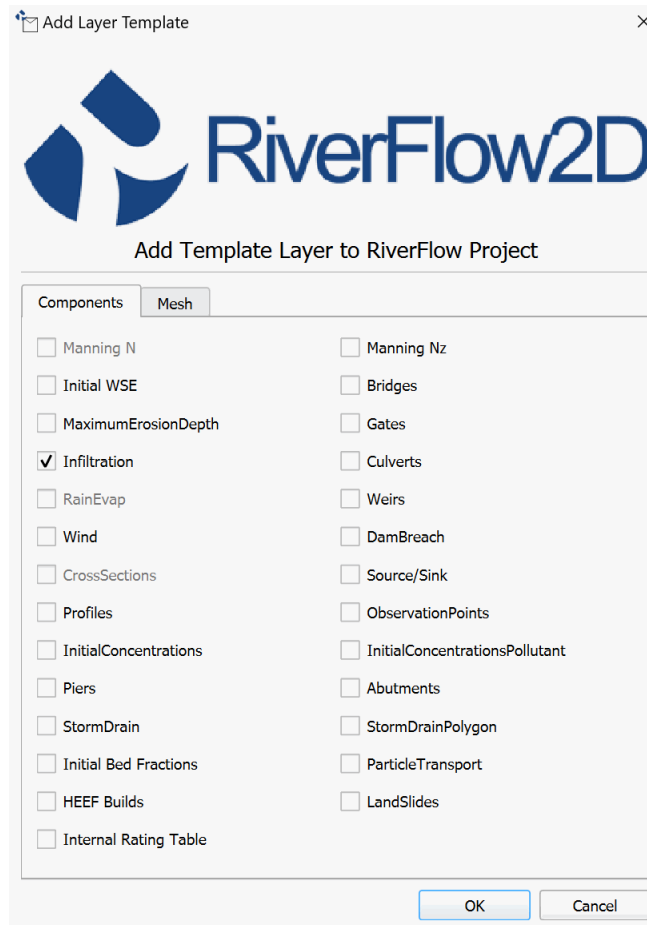 Add Layer Template
RiverFlow2D
Add Template Layer to RiverFlow Project
Components Mesh
Manning N Manning Nz
Initial WSE Bridges
MaximumErosionDepth Gates
Infiltration Culverts
RainEvap Weirs
Wind DamBreach
CrossSections Source/Sink
Profiles ObservationPoints
InitialConcentrations InitialConcentrationsPollutant
Piers Abutments
StormDrain StormDrainPolygon
Initial Bed Fractions ParticleTransport
HEEF Builds LandSlides
Internal Rating Table
OK Cancel